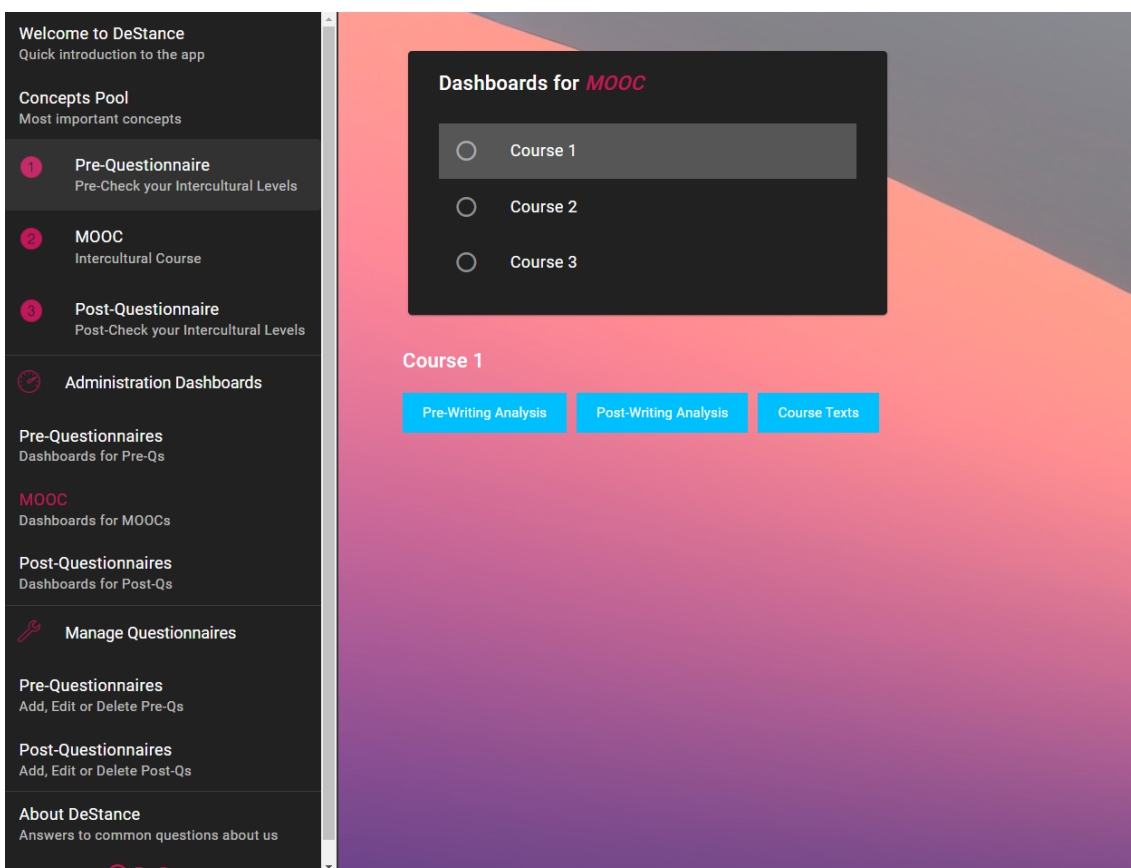 Welcome to DeStance
Quick introduction to the app
Concepts Pool
Most important concepts
1
Pre-Questionnaire
Pre-Check your Intercultural Levels
2
MOOC
Intercultural Course
3
Post-Questionnaire
Post-Check your Intercultural Levels
Administration Dashboards
Pre-Questionnaires
Dashboards for Pre-Qs
MOOC
Dashboards for MOOCs
Post-Questionnaires
Dashboards for Post-Qs
Manage Questionnaires
Pre-Questionnaires
Add, Edit or Delete Pre-Qs
Post-Questionnaires
Add, Edit or Delete Post-Qs
About DeStance
Answers to common questions about us
Dashboards for MOOC
Course 1
Course 2
Course 3
Course 1
Pre-Writing Analysis Post-Writing Analysis Course Texts